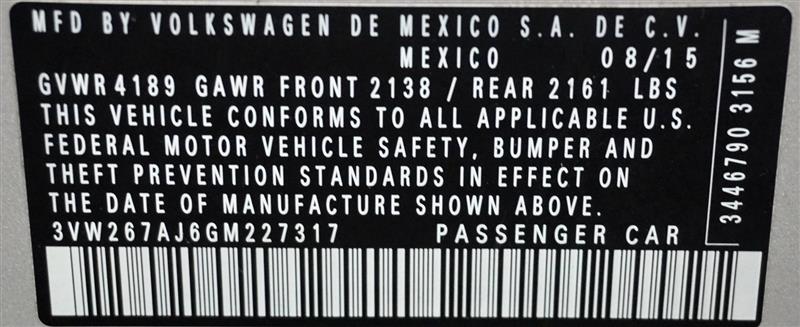 MFD BY VOLKSWAGEN DE MEXICO S.A. DE C.V.
MEXICO 08/15
GVWR 4189 GAWR FRONT 2138 / REAR 2161 LBS
THIS VEHICLE CONFORMS TO ALL APPLICABLE U.S.
FEDERAL MOTOR VEHICLE SAFETY, BUMPER AND
THEFT PREVENTION STANDARDS IN EFFECT ON
THE DATE OF MANUFACTURE SHOWN ABOVE.
3VW267AJ6GM227317 PASSENGER CAR
3446790 3156 M